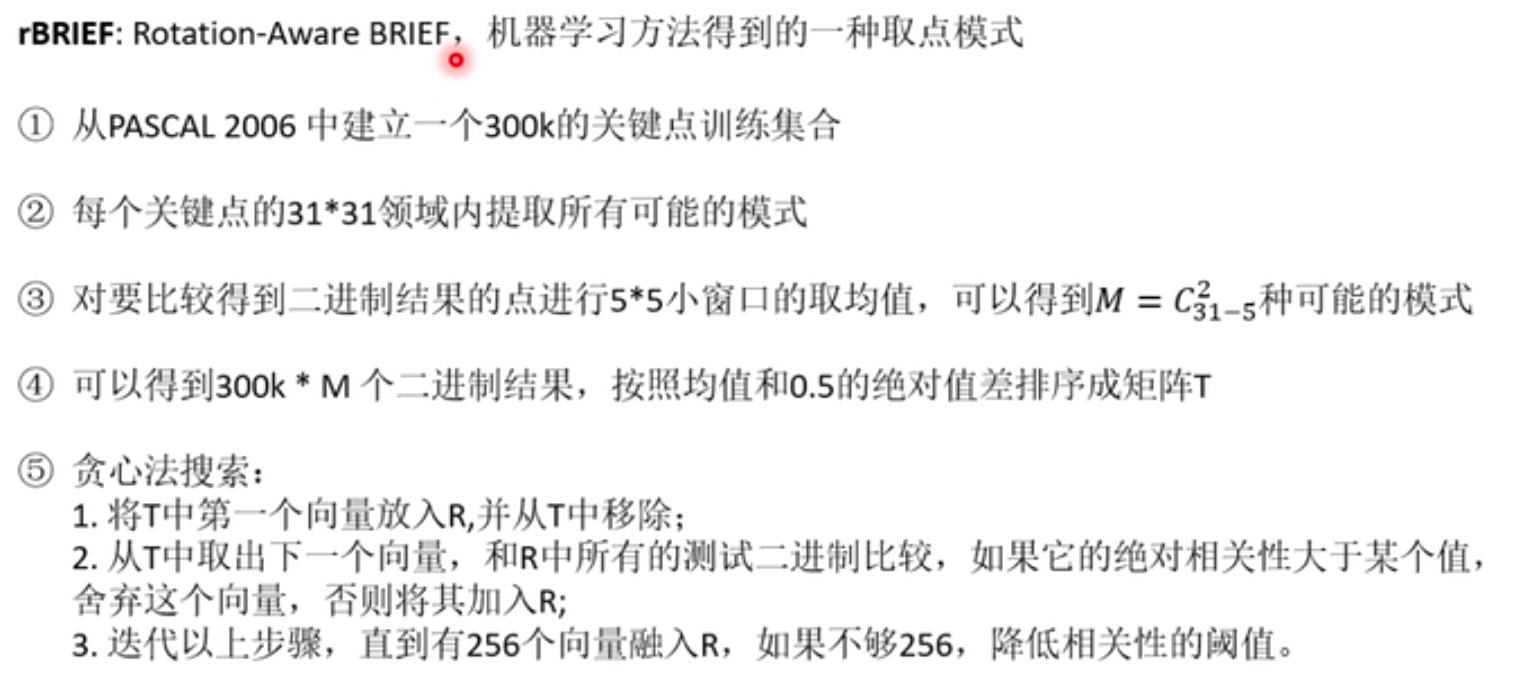 rBRIEF: Rotation-Aware BRIEF，机器学习方法得到的一种取点模式
① 从PASCAL 2006 中建立一个300k的关键点训练集合
② 每个关键点的31*31领域内提取所有可能的模式
③ 对要比较得到二进制结果的点进行5*5小窗口的取均值，可以得到$M = C_{31-5}^{2}$种可能的模式
④ 可以得到300k * M 个二进制结果，按照均值和0.5的绝对值差排序成矩阵T
⑤ 贪心法搜索：
1. 将T中第一个向量放入R,并从T中移除；
2. 从T中取出下一个向量，和R中所有的测试二进制比较，如果它的绝对相关性大于某个值，
舍弃这个向量，否则将其加入R;
3. 迭代以上步骤，直到有256个向量融入R，如果不够256，降低相关性的阈值。